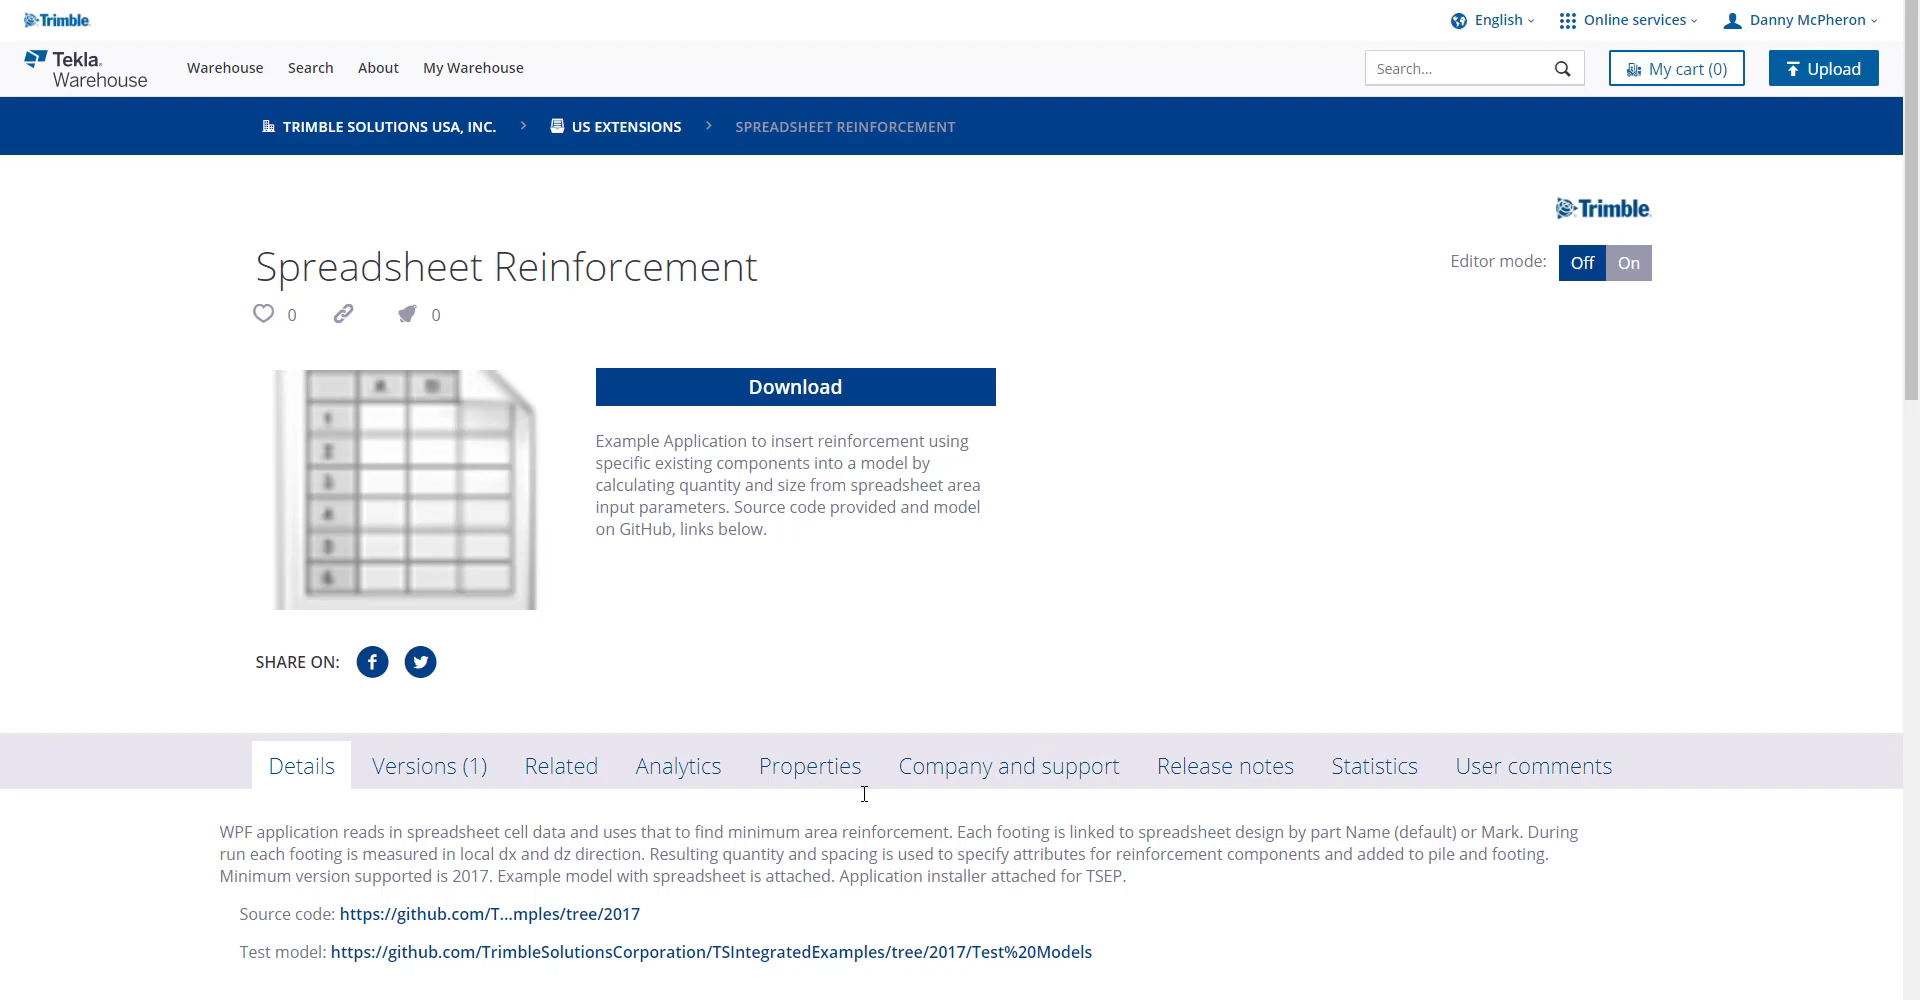 Trimble.
English
Online services
Danny McPheron
Tekla.
Warehouse
Warehouse
Search
About
My Warehouse
Search...
My cart (0)
Upload
TRIMBLE SOLUTIONS USA, INC.
US EXTENSIONS
SPREADSHEET REINFORCEMENT
Trimble.
Spreadsheet Reinforcement
Editor mode: Off On
0 0
Download
Example Application to insert reinforcement using
specific existing components into a model by
calculating quantity and size from spreadsheet area
input parameters. Source code provided and model
on GitHub, links below.
SHARE ON:
Details
Versions (1)
Related
Analytics
Properties
Company and support
Release notes
Statistics
User comments
WPF application reads in spreadsheet cell data and uses that to find minimum area reinforcement. Each footing is linked to spreadsheet design by part Name (default) or Mark. During
run each footing is measured in local dx and dz direction. Resulting quantity and spacing is used to specify attributes for reinforcement components and added to pile and footing.
Minimum version supported is 2017. Example model with spreadsheet is attached. Application installer attached for TSEP.
Source code: https://github.com/T...mples/tree/2017
Test model: https://github.com/TrimbleSolutionsCorporation/TSIntegratedExamples/tree/2017/Test%20Models